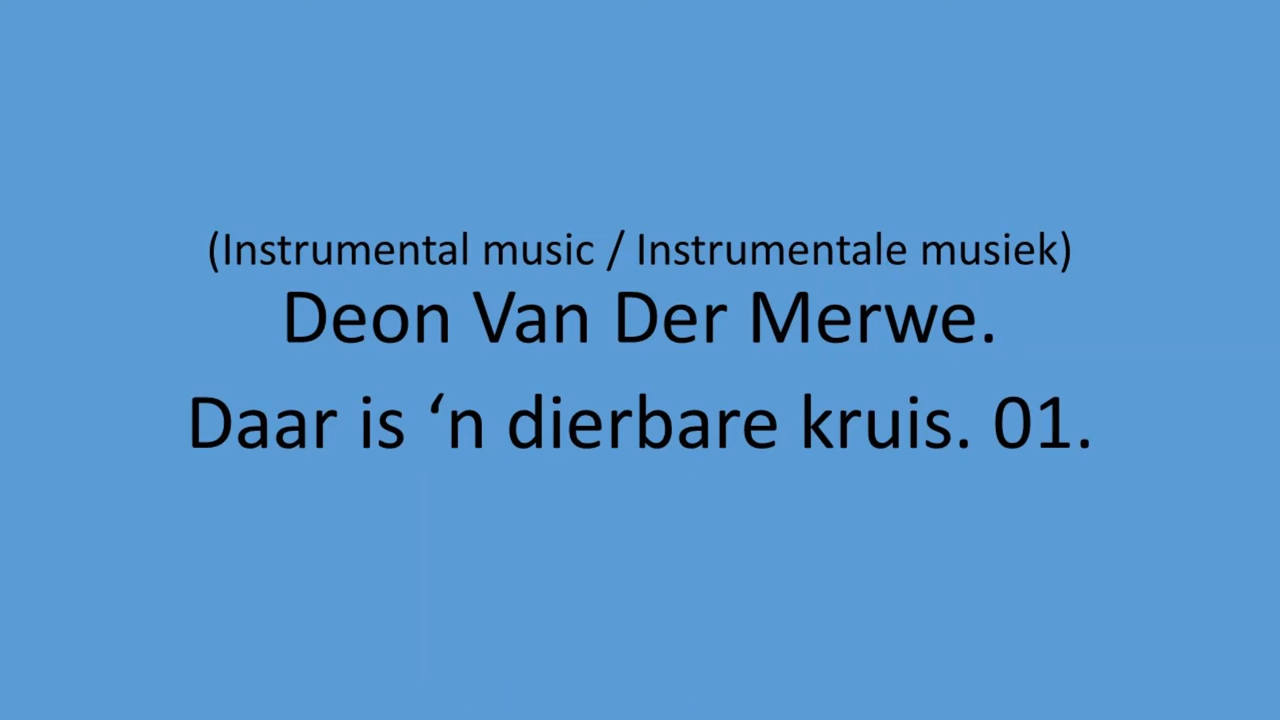 (Instrumental music / Instrumentale musiek)
Deon Van Der Merwe.
Daar is ‘n dierbare kruis. 01.